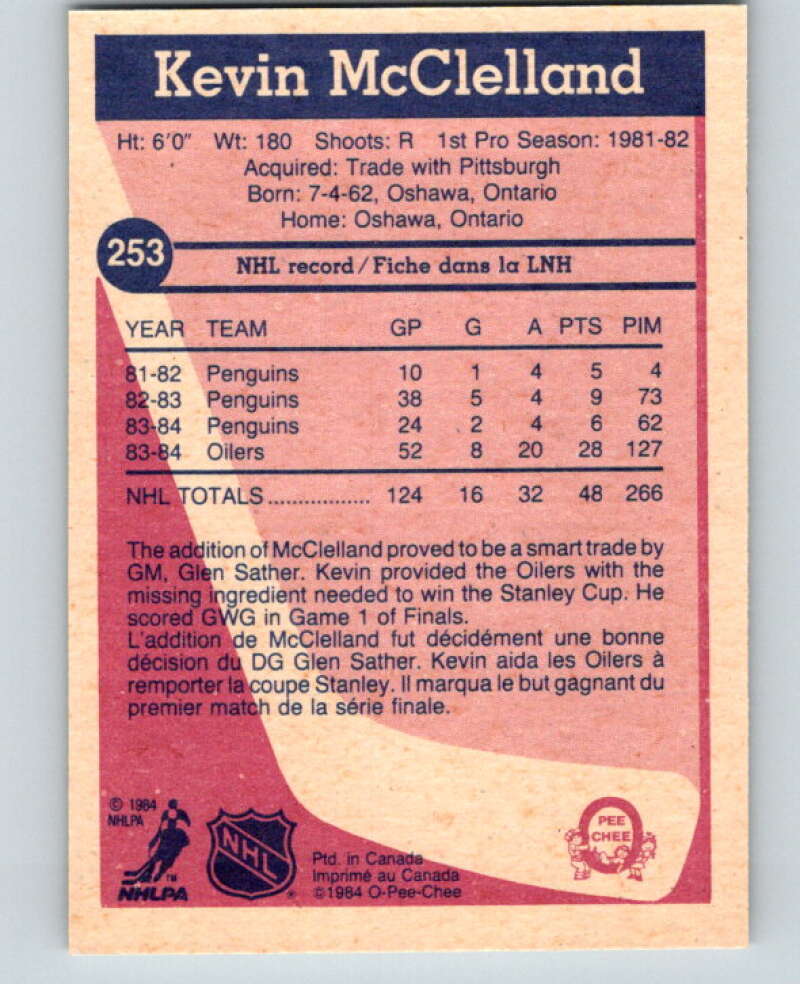 Kevin McClelland
Ht: 6'0" Wt: 180 Shoots: R 1st Pro Season: 1981-82
Acquired: Trade with Pittsburgh
Born: 7-4-62, Oshawa, Ontario
Home: Oshawa, Ontario
253
NHL record/Fiche dans la LNH
YEAR TEAM GP G A PTS PIM
81-82 Penguins 10 1 4 5 4
82-83 Penguins 38 5 4 9 73
83-84 Penguins 24 2 4 6 62
83-84 Oilers 52 8 20 28 127
NHL TOTALS ................. 124 16 32 48 266
The addition of McClelland proved to be a smart trade by
GM, Glen Sather. Kevin provided the Oilers with the
missing ingredient needed to win the Stanley Cup. He
scored GWG in Game 1 of Finals.
L'addition de McClelland fut décidément une bonne
décision du DG Glen Sather. Kevin aida les Oilers à
remporter la coupe Stanley. Il marqua le but gagnant du
premier match de la série finale.
© 1984
NHLPA
TM
NHLPA
NHL
®
Ptd. in Canada
Imprimé au Canada
©1984 O-Pee-Chee
O
PEE
CHEE